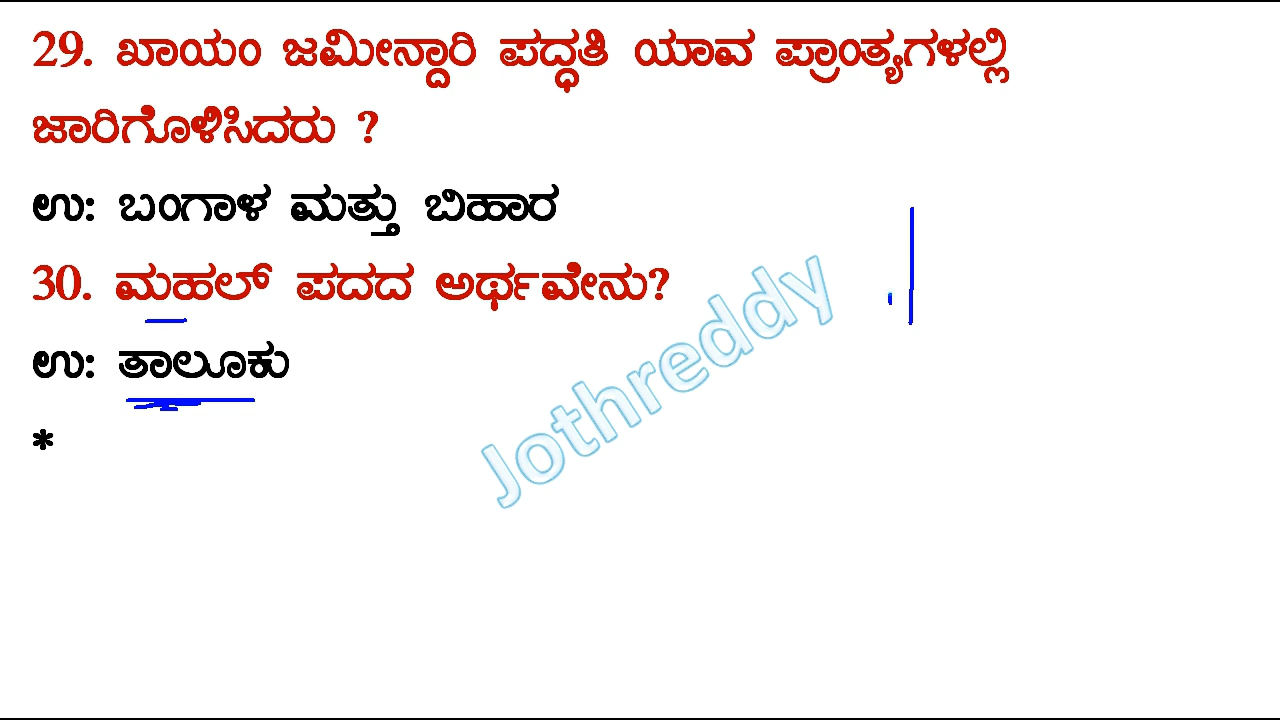 29. ಖಾಯಂ ಜಮೀನ್ದಾರಿ ಪದ್ಧತಿ ಯಾವ ಪ್ರಾಂತ್ಯಗಳಲ್ಲಿ
ಜಾರಿಗೊಳಿಸಿದರು ?
ಉ: ಬಂಗಾಳ ಮತ್ತು ಬಿಹಾರ
30. ಮಹಲ್ ಪದದ ಅರ್ಥವೇನು?
ಉ: ತಾಲೂಕು
*
Jothreddy